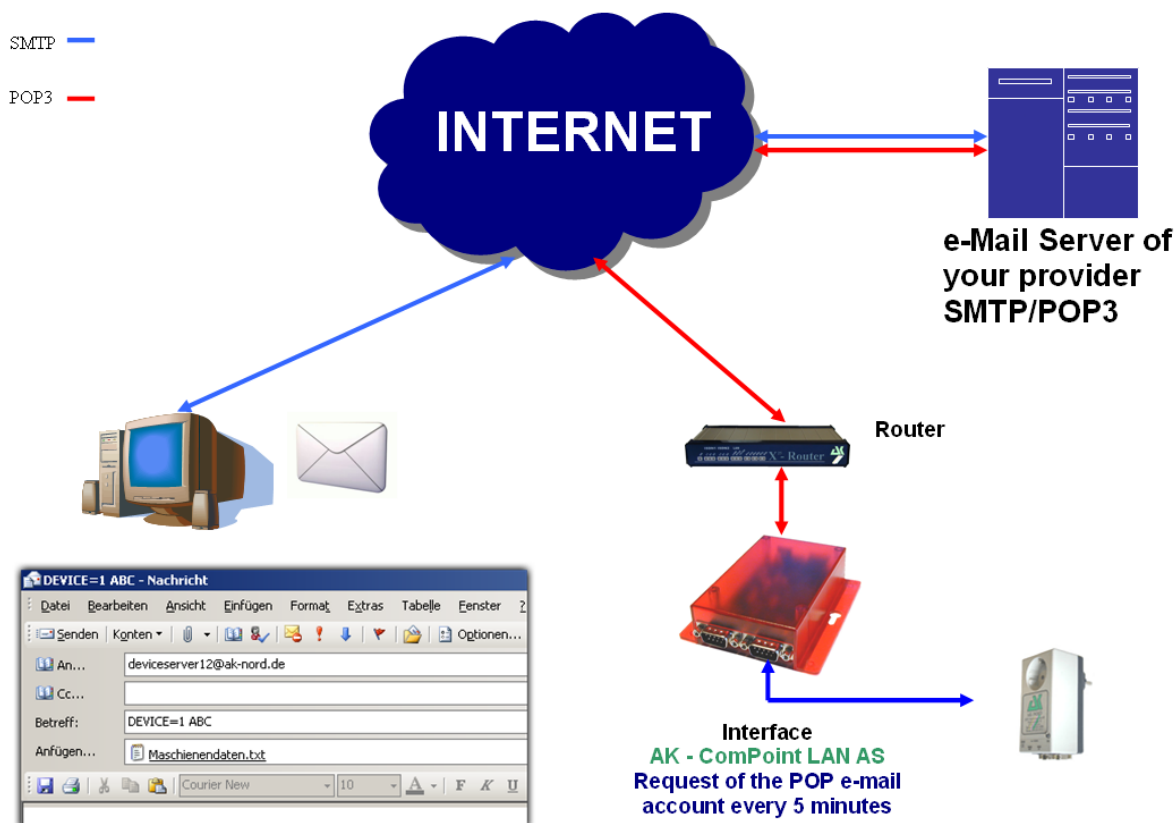 SMTP
POP3
INTERNET
e-Mail Server of
your provider
SMTP/POP3
Router
X - Router
DEVICE=1 ABC - Nachricht
Datei Bearbeiten Ansicht Einfügen Format Extras Tabelle Fenster ?
Senden Konten Optionen...
An... deviceserver12@ak-nord.de
Cc...
Betreff: DEVICE=1 ABC
Anfügen... Maschienendaten.txt
Courier New 10 A F K U
Interface
AK - ComPoint LAN AS
Request of the POP e-mail
account every 5 minutes